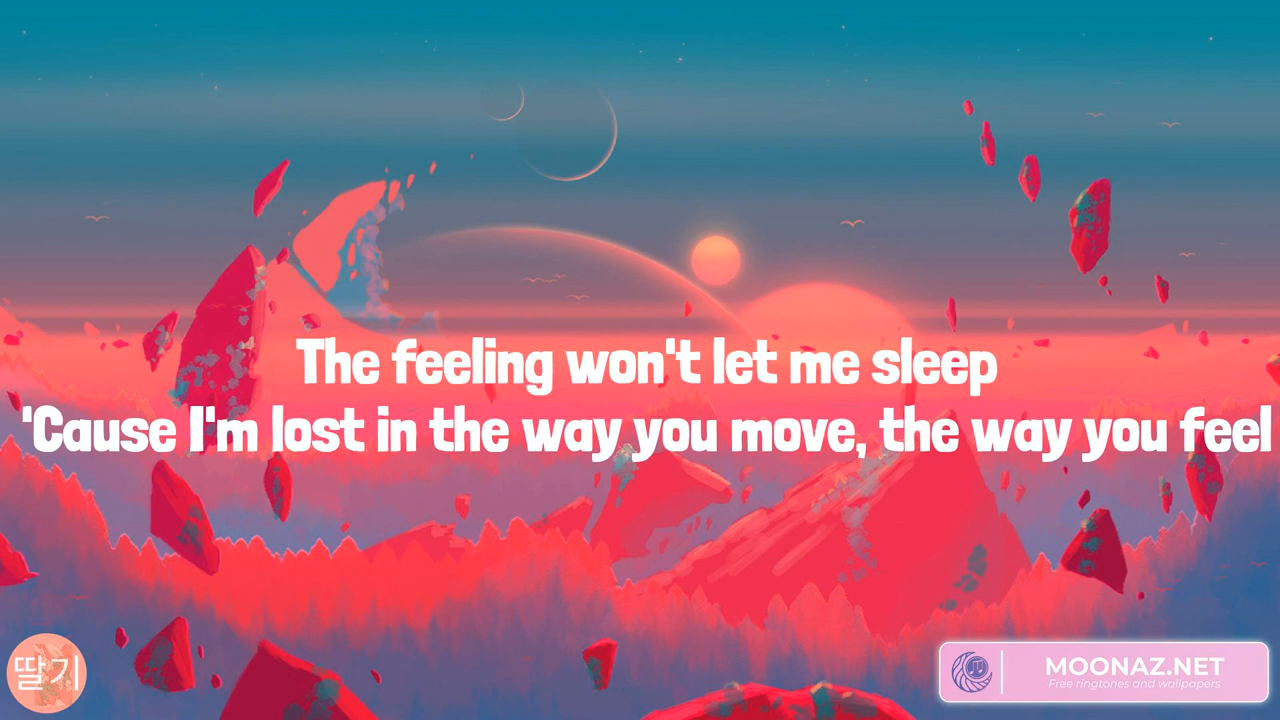 The feeling won't let me sleep
'Cause I'm lost in the way you move, the way you feel
딸기
MOONAZ.NET
Free ringtones and wallpapers